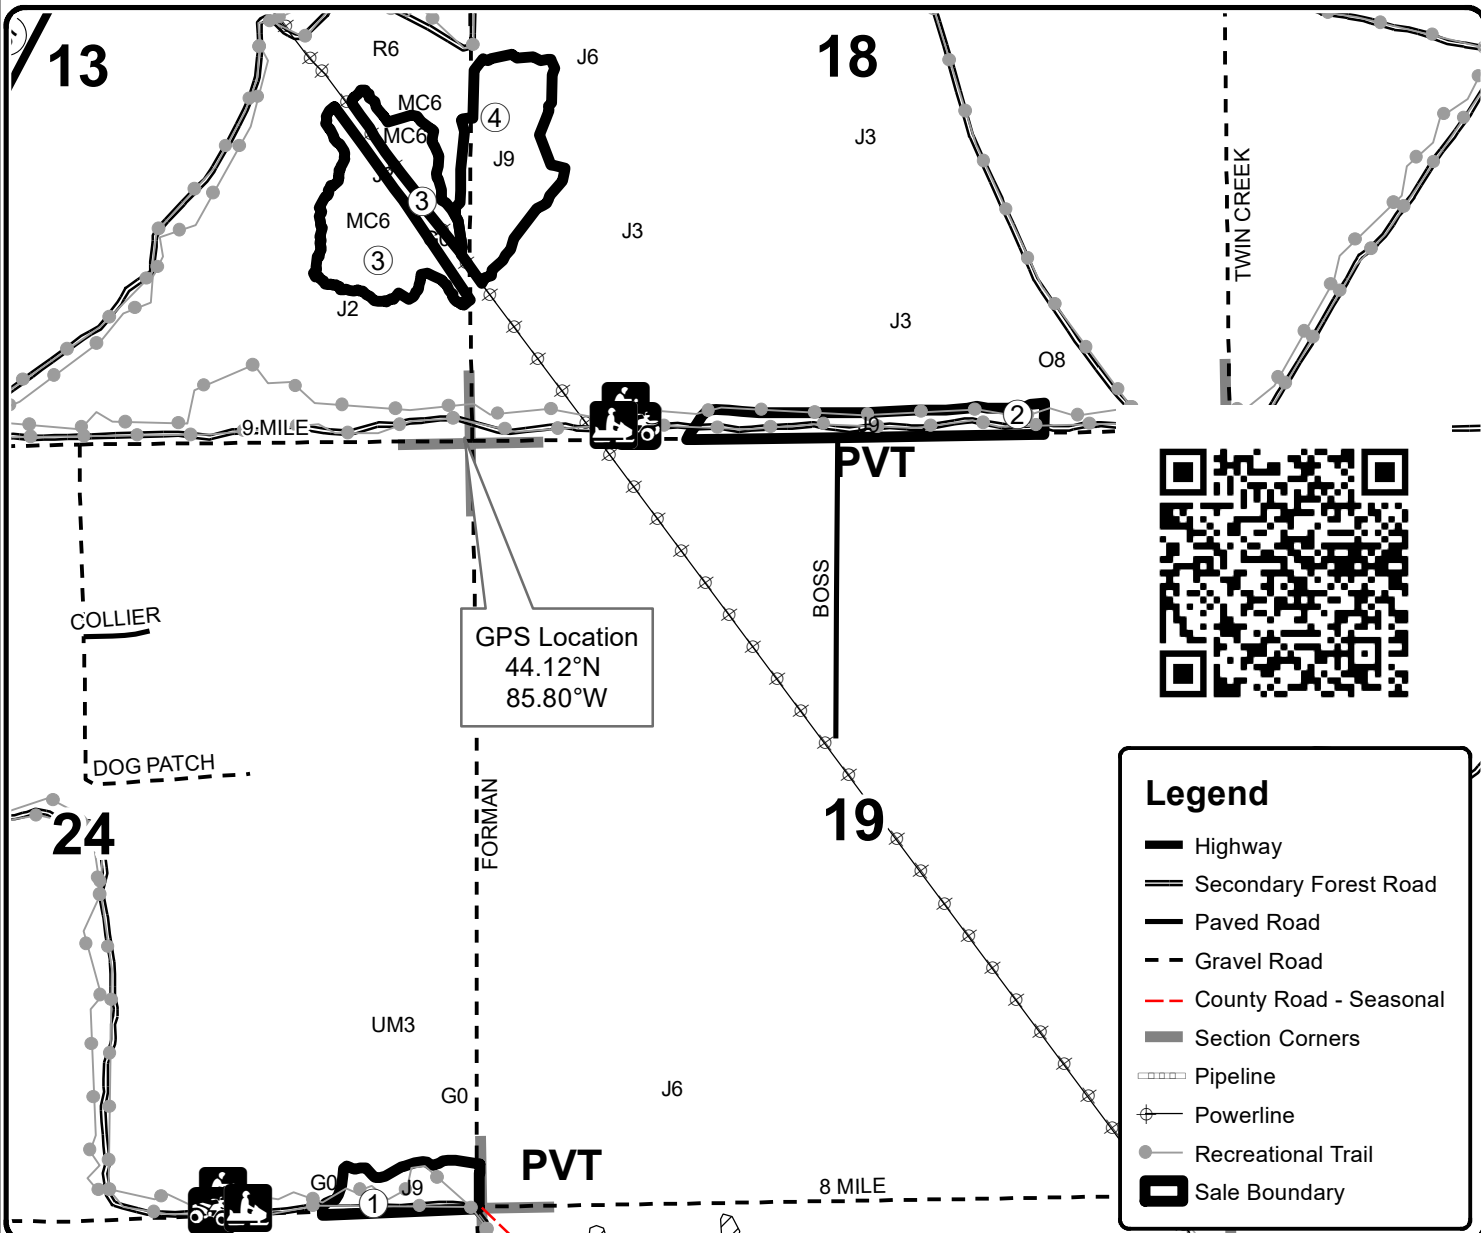 13
R6
J6
18
MC6
4
MC6
J3
J9
3
MC6
J3
TWIN CREEK
3
J2
J3
O8
2
9 MILE
J9
PVT
COLLIER
BOSS
GPS Location
44.12°N
85.80°W
DOG PATCH
FORMAN
24
19
Legend
Highway
Secondary Forest Road
Paved Road
Gravel Road
County Road - Seasonal
Section Corners
Pipeline
Powerline
Recreational Trail
Sale Boundary
UM3
G0
J6
PVT
G0
J9
1
8 MILE